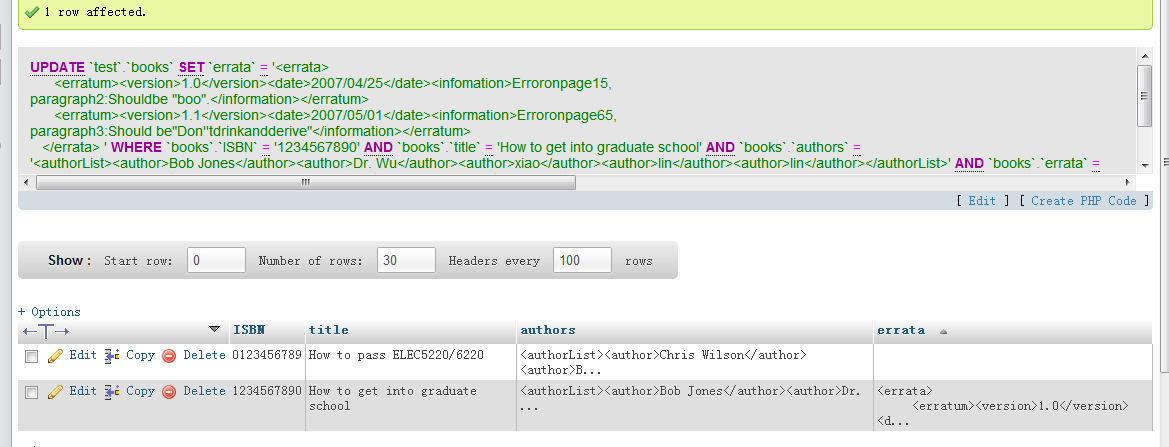 1 row affected.
UPDATE `test`.`books` SET `errata` = '<errata>
<erratum><version>1.0</version><date>2007/04/25</date><infomation>Erroronpage15,
paragraph2:Shouldbe "boo".</information></erratum>
<erratum><version>1.1</version><date>2007/05/01</date><infomation>Erroronpage65,
paragraph3:Should be"Don''tdrinkandderive"</information></erratum>
</errata> ' WHERE `books`.`ISBN` = '1234567890' AND `books`.`title` = 'How to get into graduate school' AND `books`.`authors` =
'<authorList><author>Bob Jones</author><author>Dr. Wu</author><author>xiao</author><author>lin</author><author>lin</author></authorList>' AND `books`.`errata` =
[ Edit ] [ Create PHP Code ]
Show : Start row: 0 Number of rows: 30 Headers every 100 rows
+ Options
←T→ ISBN title authors errata
Edit Copy Delete 0123456789 How to pass ELEC5220/6220 <authorList><author>Chris Wilson</author>
<author>B...
Edit Copy Delete 1234567890 How to get into graduate <authorList><author>Bob Jones</author><author>Dr. <errata>
school ... <erratum><version>1.0</version>
<d...